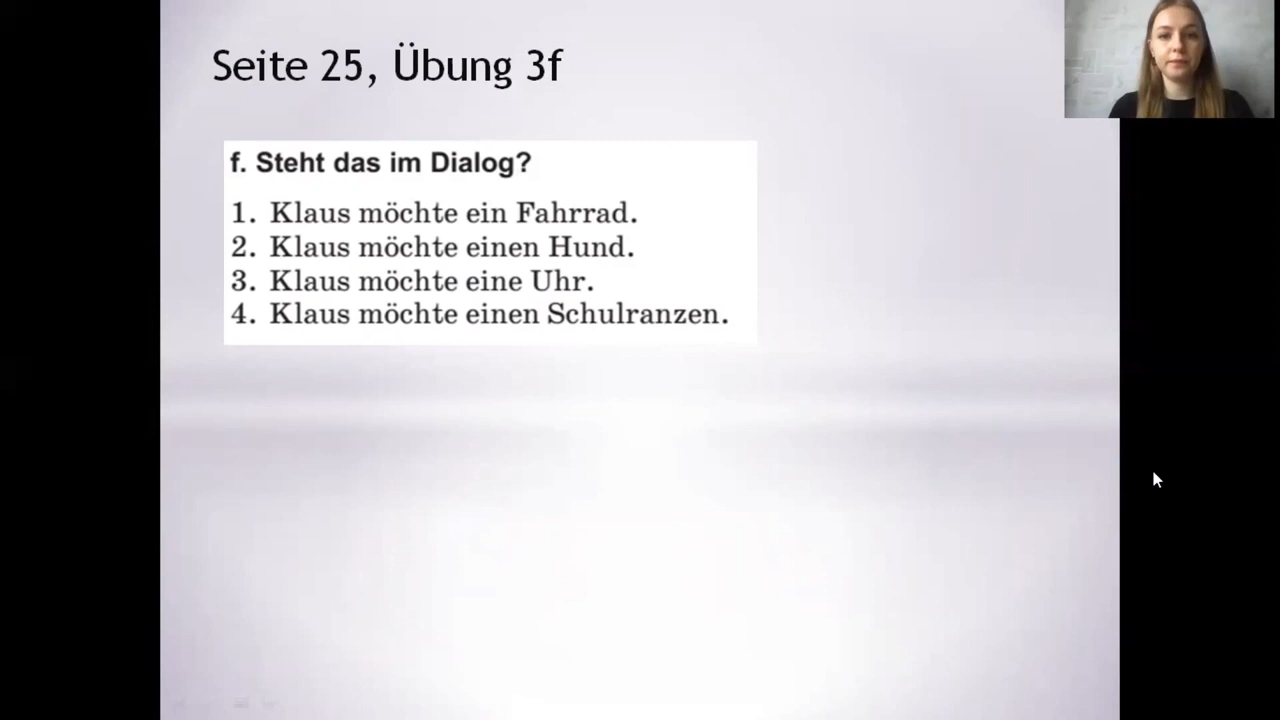 Seite 25, Übung 3f
f. Steht das im Dialog?
1. Klaus möchte ein Fahrrad.
2. Klaus möchte einen Hund.
3. Klaus möchte eine Uhr.
4. Klaus möchte einen Schulranzen.